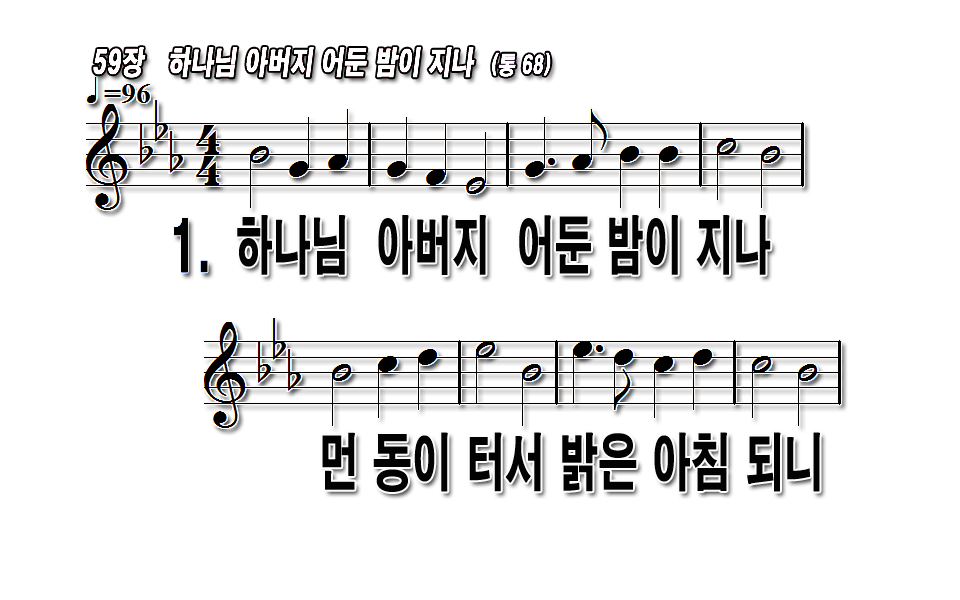 59장 하나님 아버지 어둔 밤이 지나 (통 68)
♩=96
4
4
1. 하나님 아버지 어둔 밤이 지나
먼 동이 터서 밝은 아침 되니